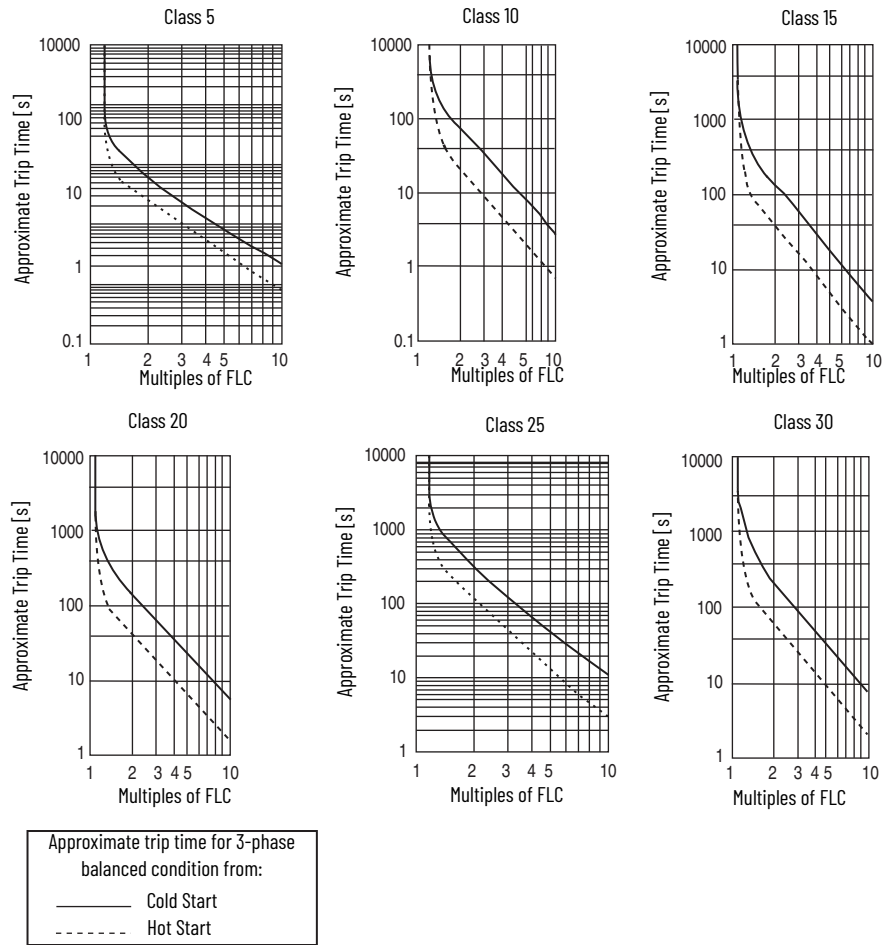 Class 5
Approximate Trip Time [s]
10000
100
10
1
0.1
1 2 3 4 5 10
Multiples of FLC
Class 10
Approximate Trip Time [s]
10000
100
10
1
0.1
1 2 3 4 5 10
Multiples of FLC
Class 15
Approximate Trip Time [s]
10000
1000
100
10
1
1 2 3 4 5 10
Multiples of FLC
Class 20
Approximate Trip Time [s]
10000
1000
100
10
1
1 2 3 4 5 10
Multiples of FLC
Class 25
Approximate Trip Time [s]
10000
1000
100
10
1
1 2 3 4 5 10
Multiples of FLC
Class 30
Approximate Trip Time [s]
10000
1000
100
10
1
1 2 3 4 5 10
Multiples of FLC
Approximate trip time for 3-phase
balanced condition from:
Cold Start
Hot Start